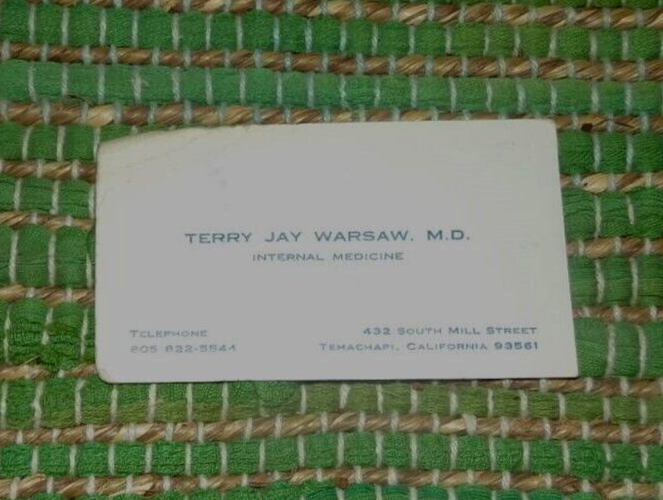 TERRY JAY WARSAW, M.D.
INTERNAL MEDICINE
TELEPHONE
805 822-5544
432 SOUTH MILL STREET
TEHACHAPI, CALIFORNIA 93561